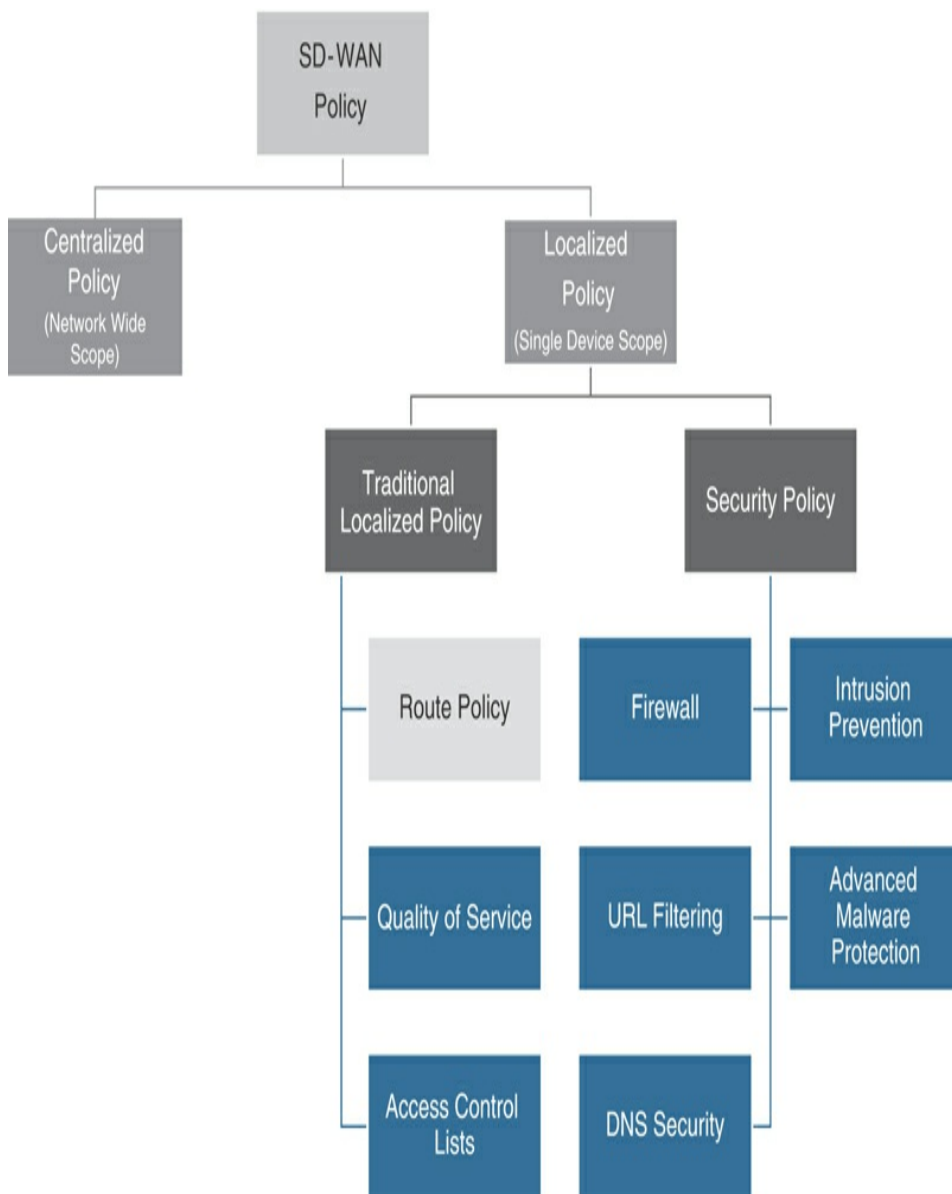 SD-WAN
Policy
Centralized
Policy
(Network Wide
Scope)
Localized
Policy
(Single Device Scope)
Traditional
Localized Policy
Security Policy
Route Policy
Firewall
Intrusion
Prevention
Quality of Service
URL Filtering
Advanced
Malware
Protection
Access Control
Lists
DNS Security